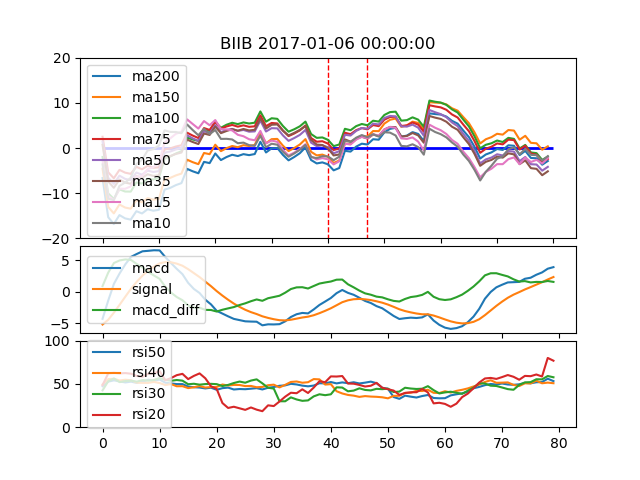 BIIB 2017-01-06 00:00:00
20
10
0
−10
−20
ma200
ma150
ma100
ma75
ma50
ma35
ma15
ma10
5
0
−5
macd
signal
macd_diff
100
50
0
rsi50
rsi40
rsi30
rsi20
0 10 20 30 40 50 60 70 80